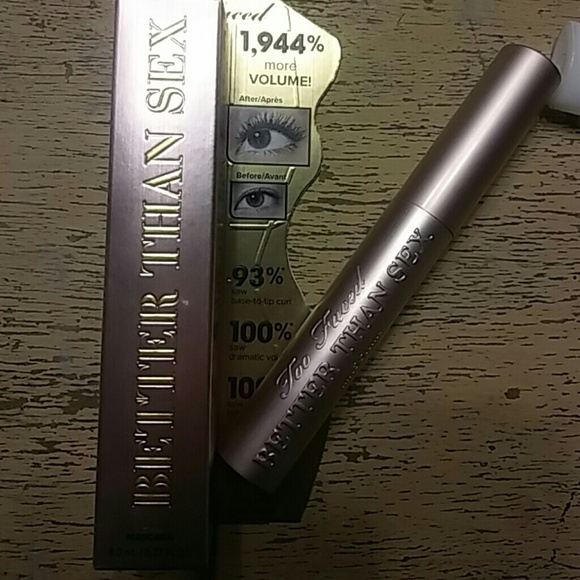 BETTER THAN SEX
MASCARA
1,944%
more
VOLUME!
After/Après
Before/Avant
93%*
saw
base-to-tip curl
100%*
saw
dramatic
Too Faced
BETTER THAN SEX